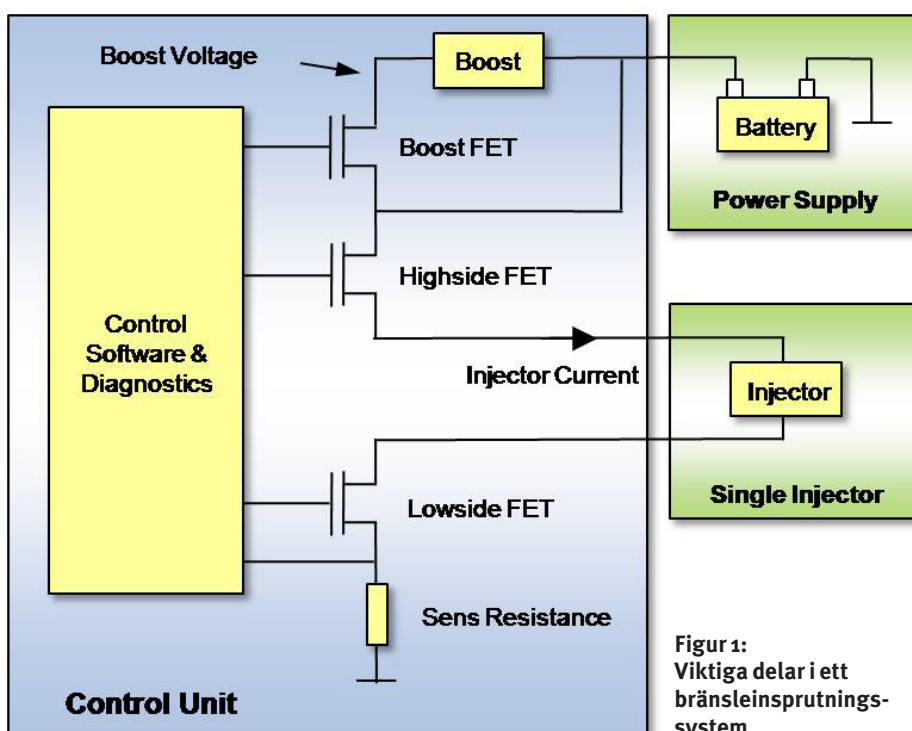 Boost Voltage
Boost
Battery
Boost FET
Power Supply
Highside FET
Control
Software &
Diagnostics
Injector Current
Injector
Lowside FET
Single Injector
Sens Resistance
Control Unit
Figur 1:
Viktiga delar i ett
bränsleinsprutnings-
system